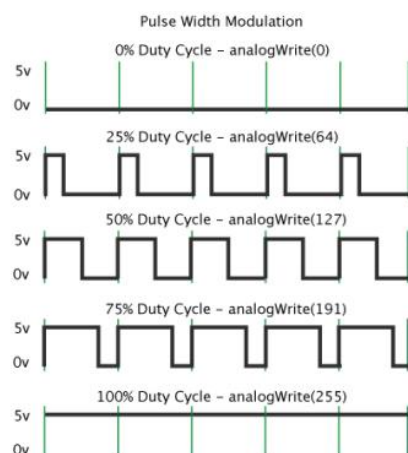 Pulse Width Modulation
0% Duty Cycle – analogWrite(0)
5v
0v
25% Duty Cycle – analogWrite(64)
5v
0v
50% Duty Cycle – analogWrite(127)
5v
0v
75% Duty Cycle – analogWrite(191)
5v
0v
100% Duty Cycle – analogWrite(255)
5v
0v